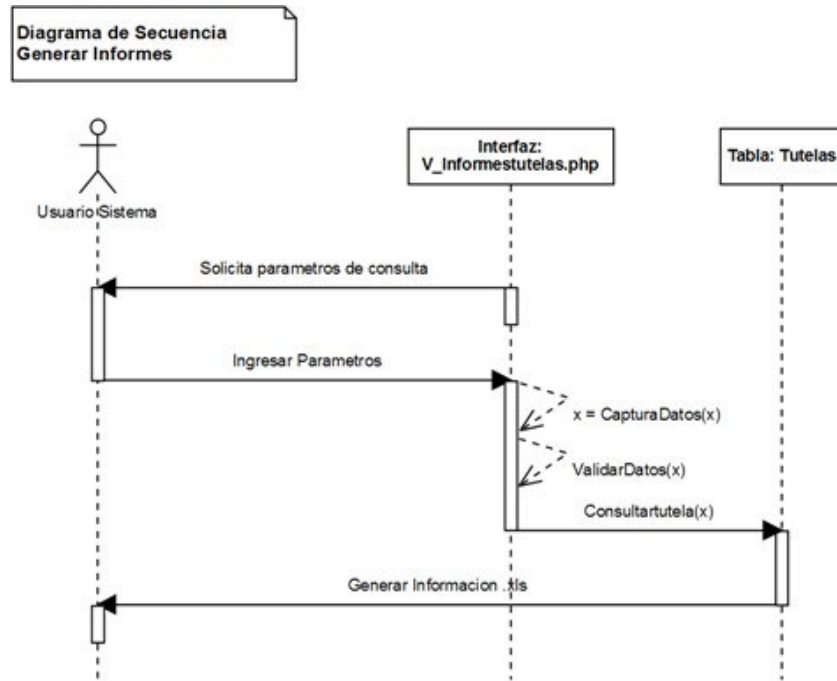 Diagrama de Secuencia
Generar Informes
Interfaz:
V_Informestutelas.php
Tabla: Tutelas
Usuario Sistema
Solicita parametros de consulta
Ingresar Parametros
x = CapturaDatos(x)
ValidarDatos(x)
Consultartutela(x)
Generar Informacion .xls